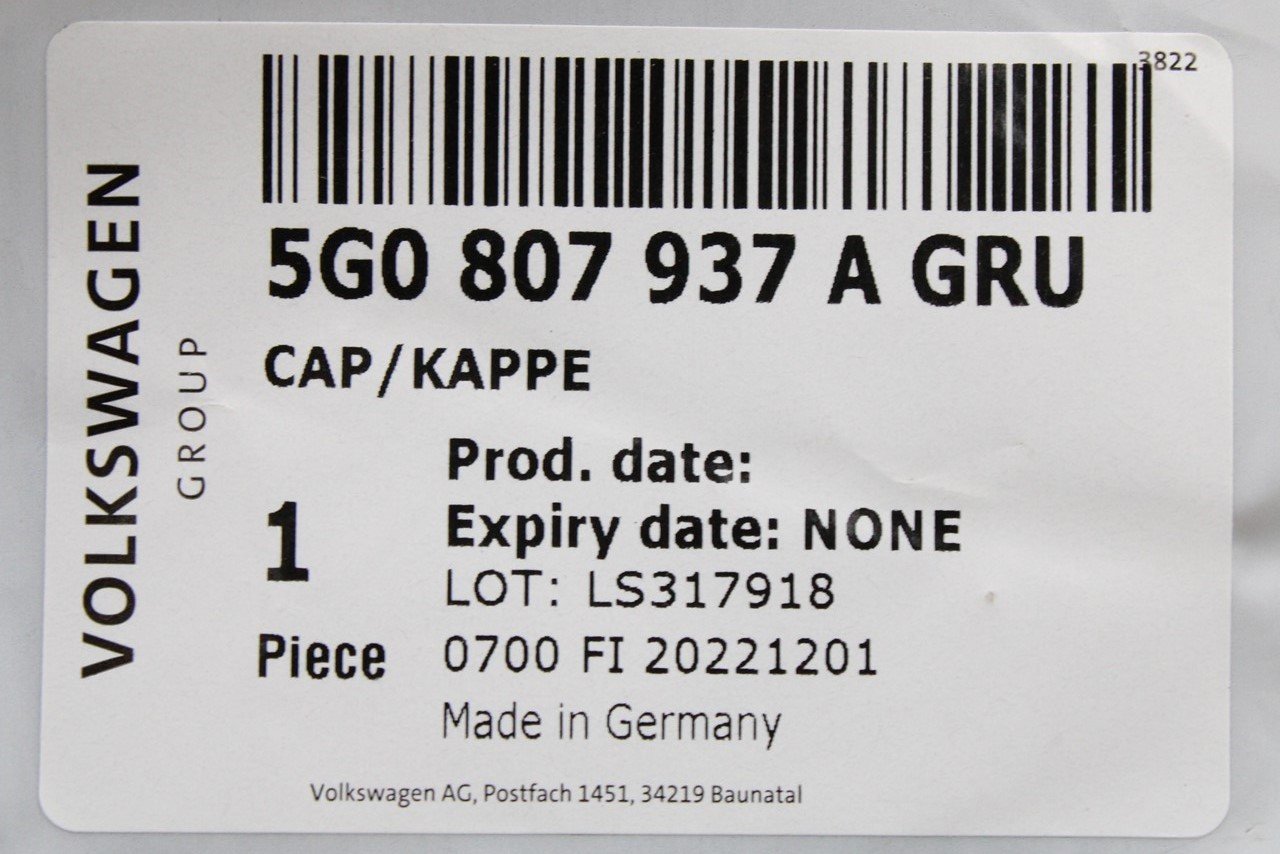 3822
5G0 807 937 A GRU
CAP/KAPPE
VOLKSWAGEN
GROUP
1
Piece
Prod. date:
Expiry date: NONE
LOT: LS317918
0700 FI 20221201
Made in Germany
Volkswagen AG, Postfach 1451, 34219 Baunatal